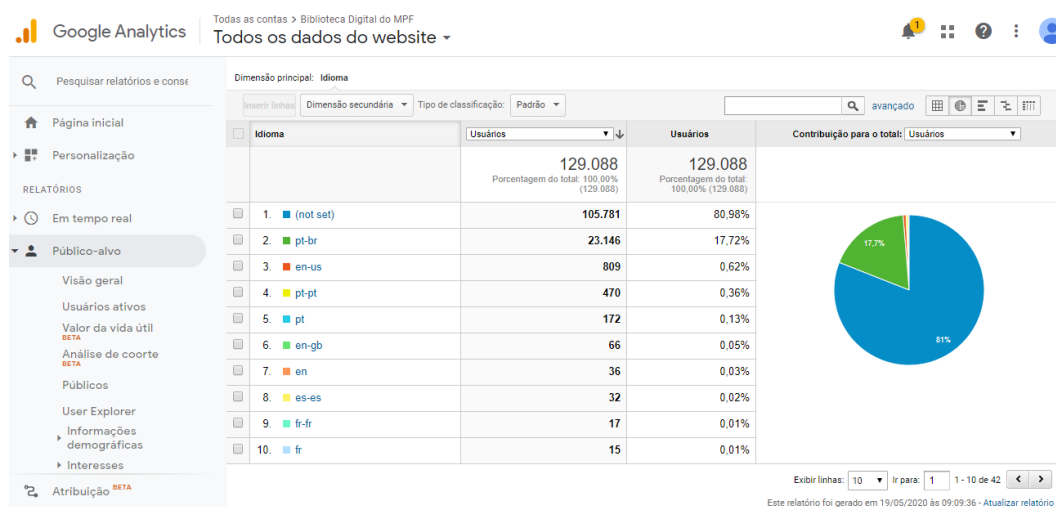 Google Analytics
Todas as contas > Biblioteca Digital do MPF
Todos os dados do website
1
Pesquisar relatórios e conse
Página inicial
Personalização
RELATÓRIOS
Em tempo real
Público-alvo
Visão geral
Usuários ativos
Valor da vida útil
BETA
Análise de coorte
BETA
Públicos
User Explorer
Informações
demográficas
Interesses
Atribuição BETA
Dimensão principal: Idioma
Inserir linhas Dimensão secundária Tipo de classificação: Padrão avançado
Idioma Usuários Usuários Contribuição para o total: Usuários
129.088 129.088
Porcentagem do total: 100,00% Porcentagem do total:
(129.088) 100,00% (129.088)
1. (not set) 105.781 80,98%
2. pt-br 23.146 17,72%
3. en-us 809 0,62%
4. pt-pt 470 0,36%
5. pt 172 0,13%
6. en-gb 66 0,05%
7. en 36 0,03%
8. es-es 32 0,02%
9. fr-fr 17 0,01%
10. fr 15 0,01%
17,7%
81%
Exibir linhas: 10 Ir para: 1 1 - 10 de 42
Este relatório foi gerado em 19/05/2020 às 09:09:36 - Atualizar relatório